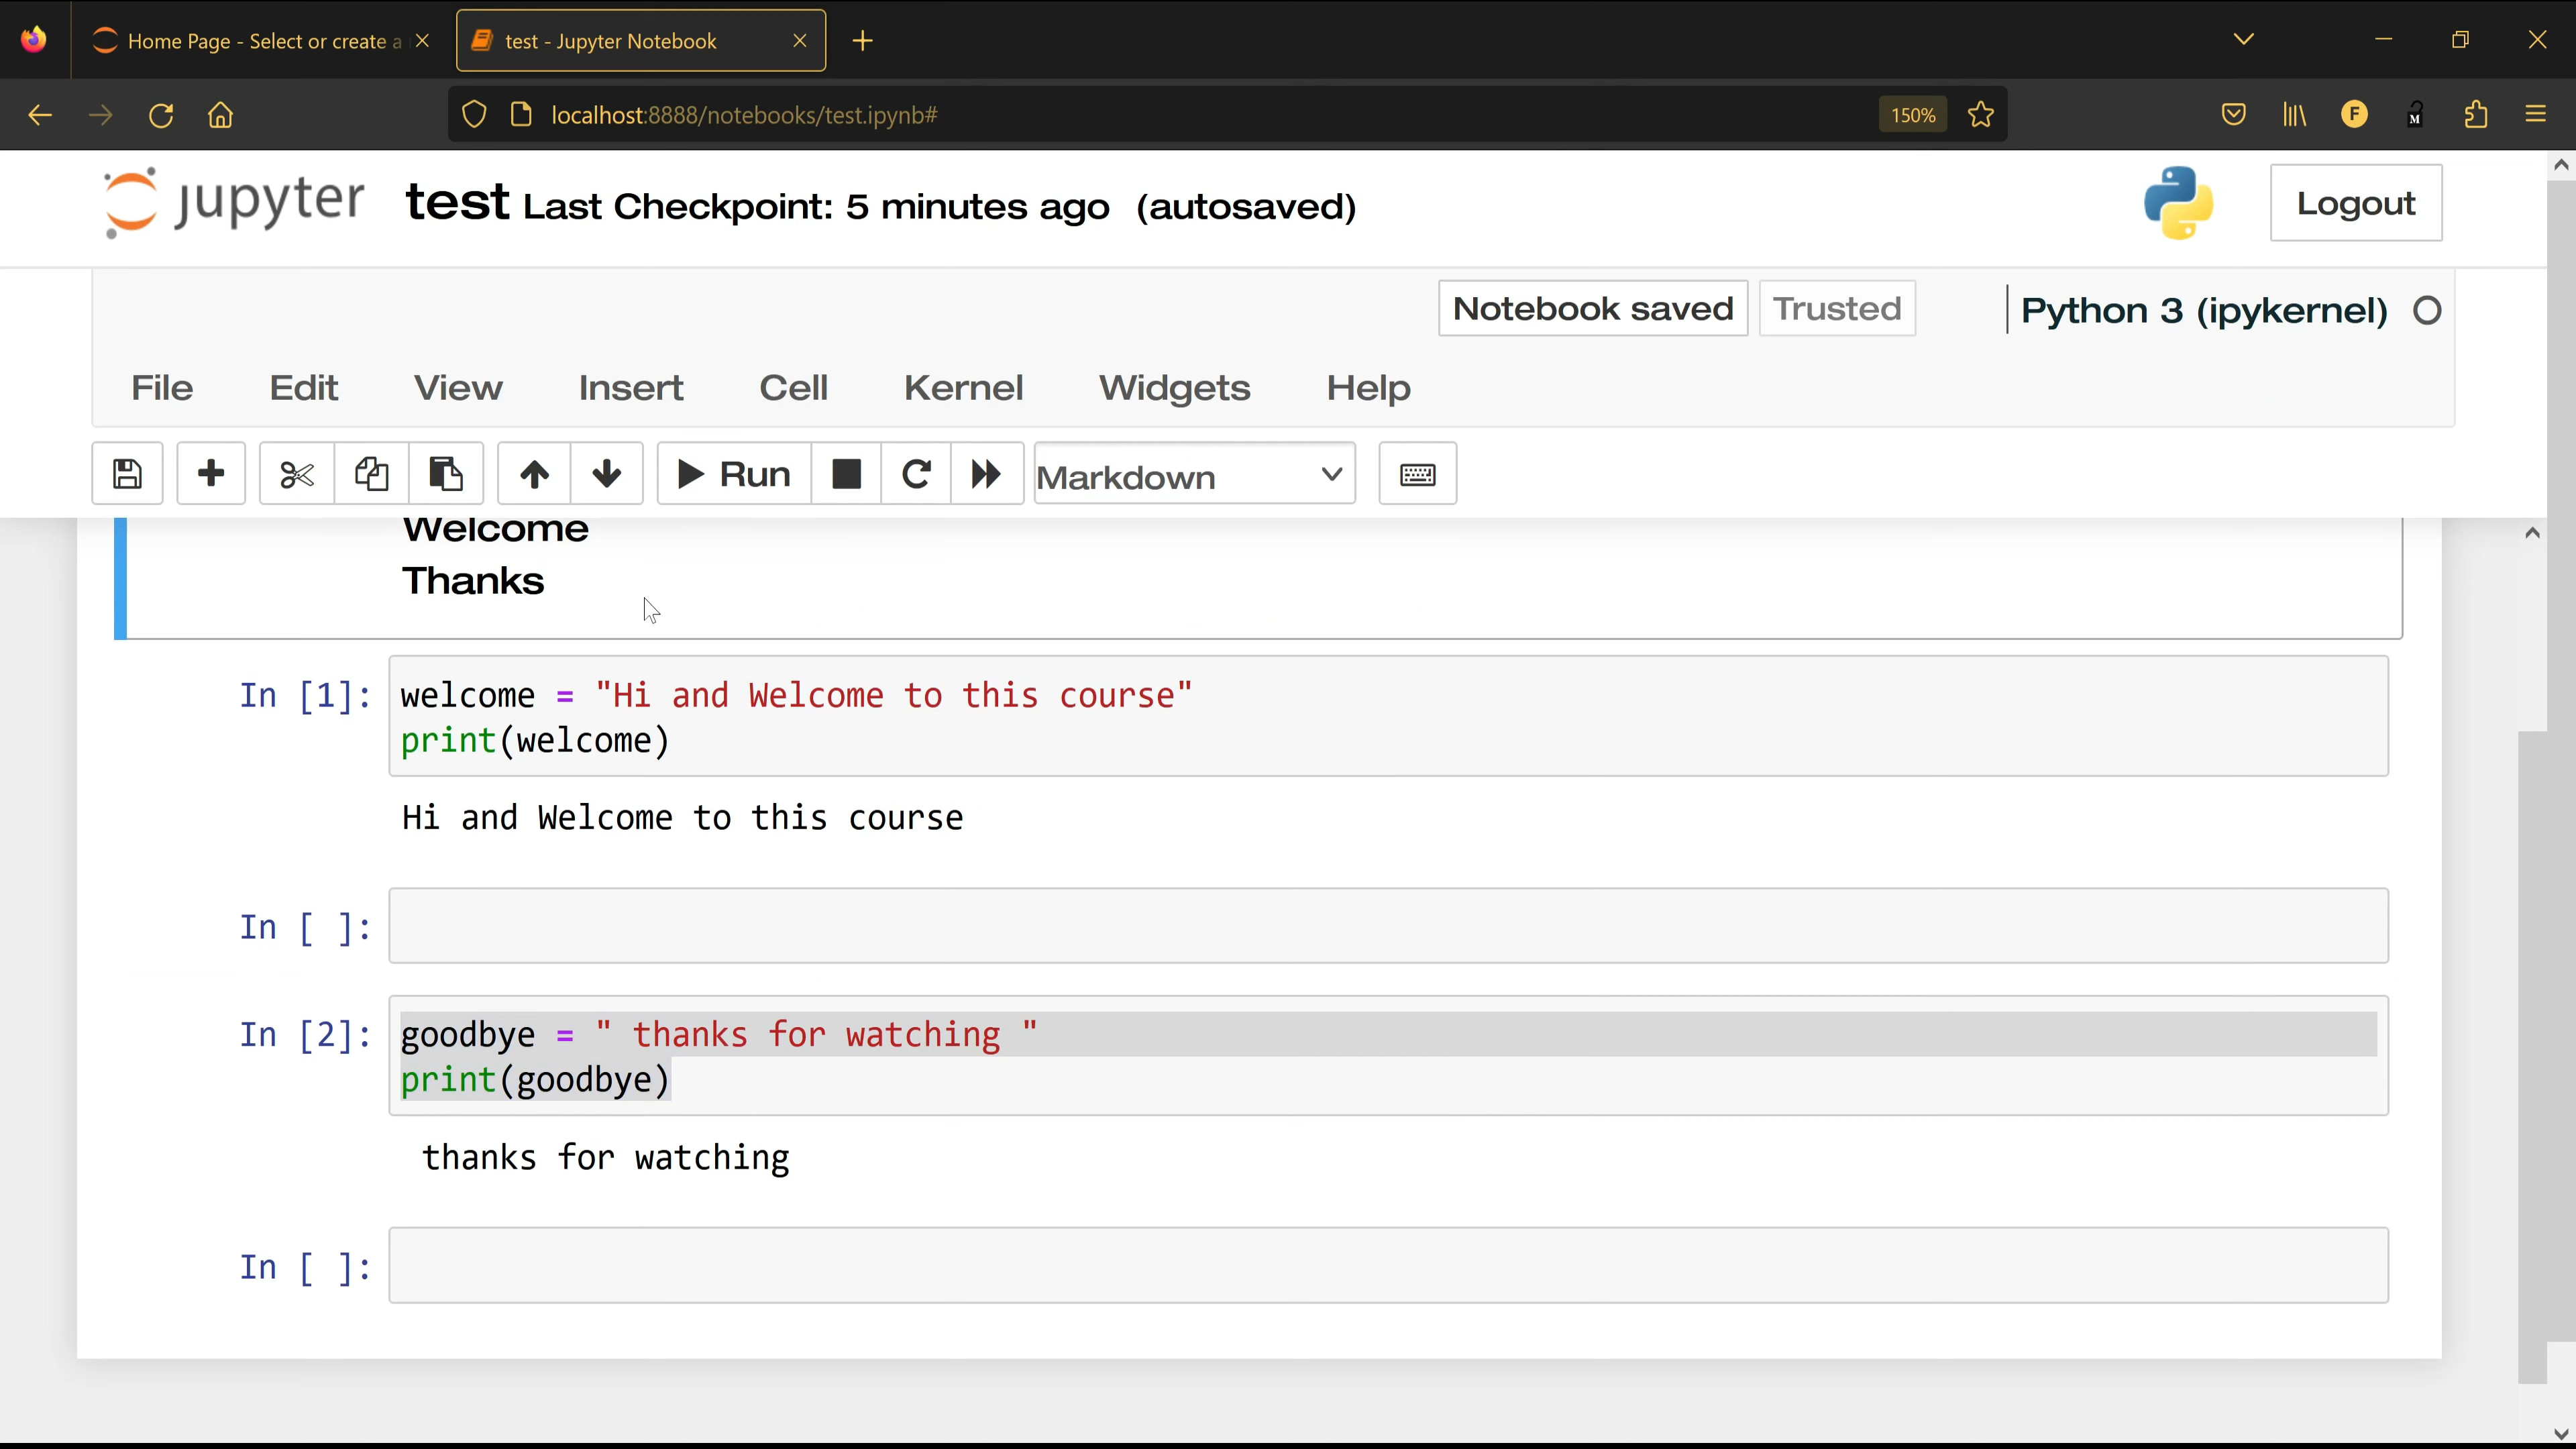 Home Page - Select or create a
test - Jupyter Notebook
localhost:8888/notebooks/test.ipynb#
150%
F
M
jupyter
test Last Checkpoint: 5 minutes ago (autosaved)
Logout
Notebook saved
Trusted
Python 3 (ipykernel)
File Edit View Insert Cell Kernel Widgets Help
Run
Markdown
Welcome
Thanks
In [1]: welcome = "Hi and Welcome to this course"
print(welcome)
Hi and Welcome to this course
In [ ]:
In [2]: goodbye = " thanks for watching "
print(goodbye)
thanks for watching
In [ ]: